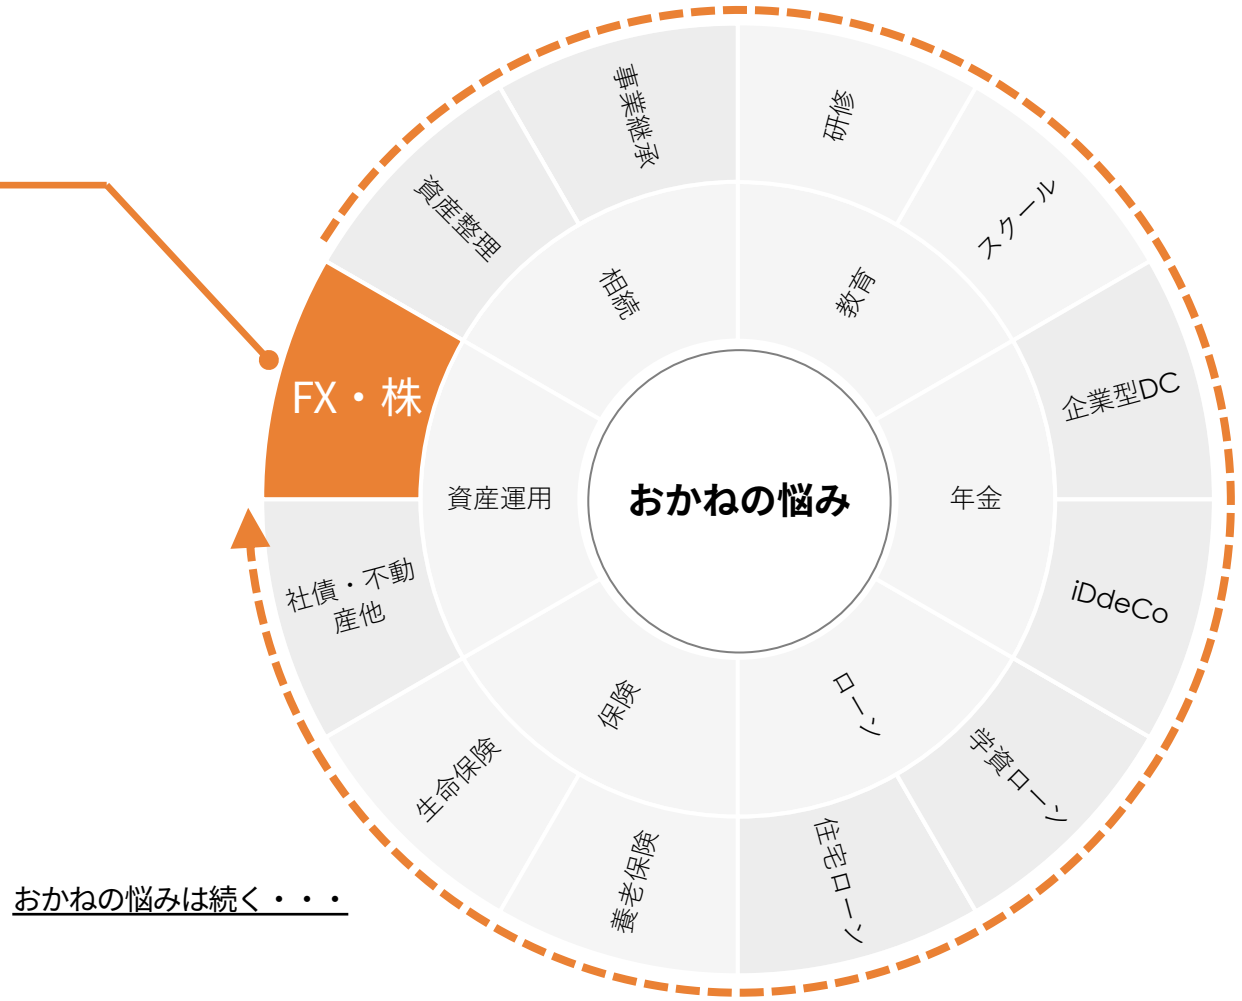 おかねの悩み
教育
年金
ローン
保険
資産運用
相続
研修
スクール
企業型DC
iDdeCo
学資ローン
住宅ローン
養老保険
生命保険
社債・不動
産他
FX・株
資産整理
事業継承
おかねの悩みは続く・・・